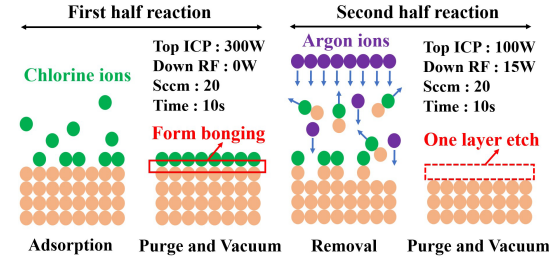 First half reaction
Second half reaction
Top ICP : 300W
Down RF : 0W
Sccm : 20
Time : 10s
Chlorine ions
Form bonging
Argon ions
Top ICP : 100W
Down RF : 15W
Sccm : 20
Time : 10s
One layer etch
Adsorption
Purge and Vacuum
Removal
Purge and Vacuum